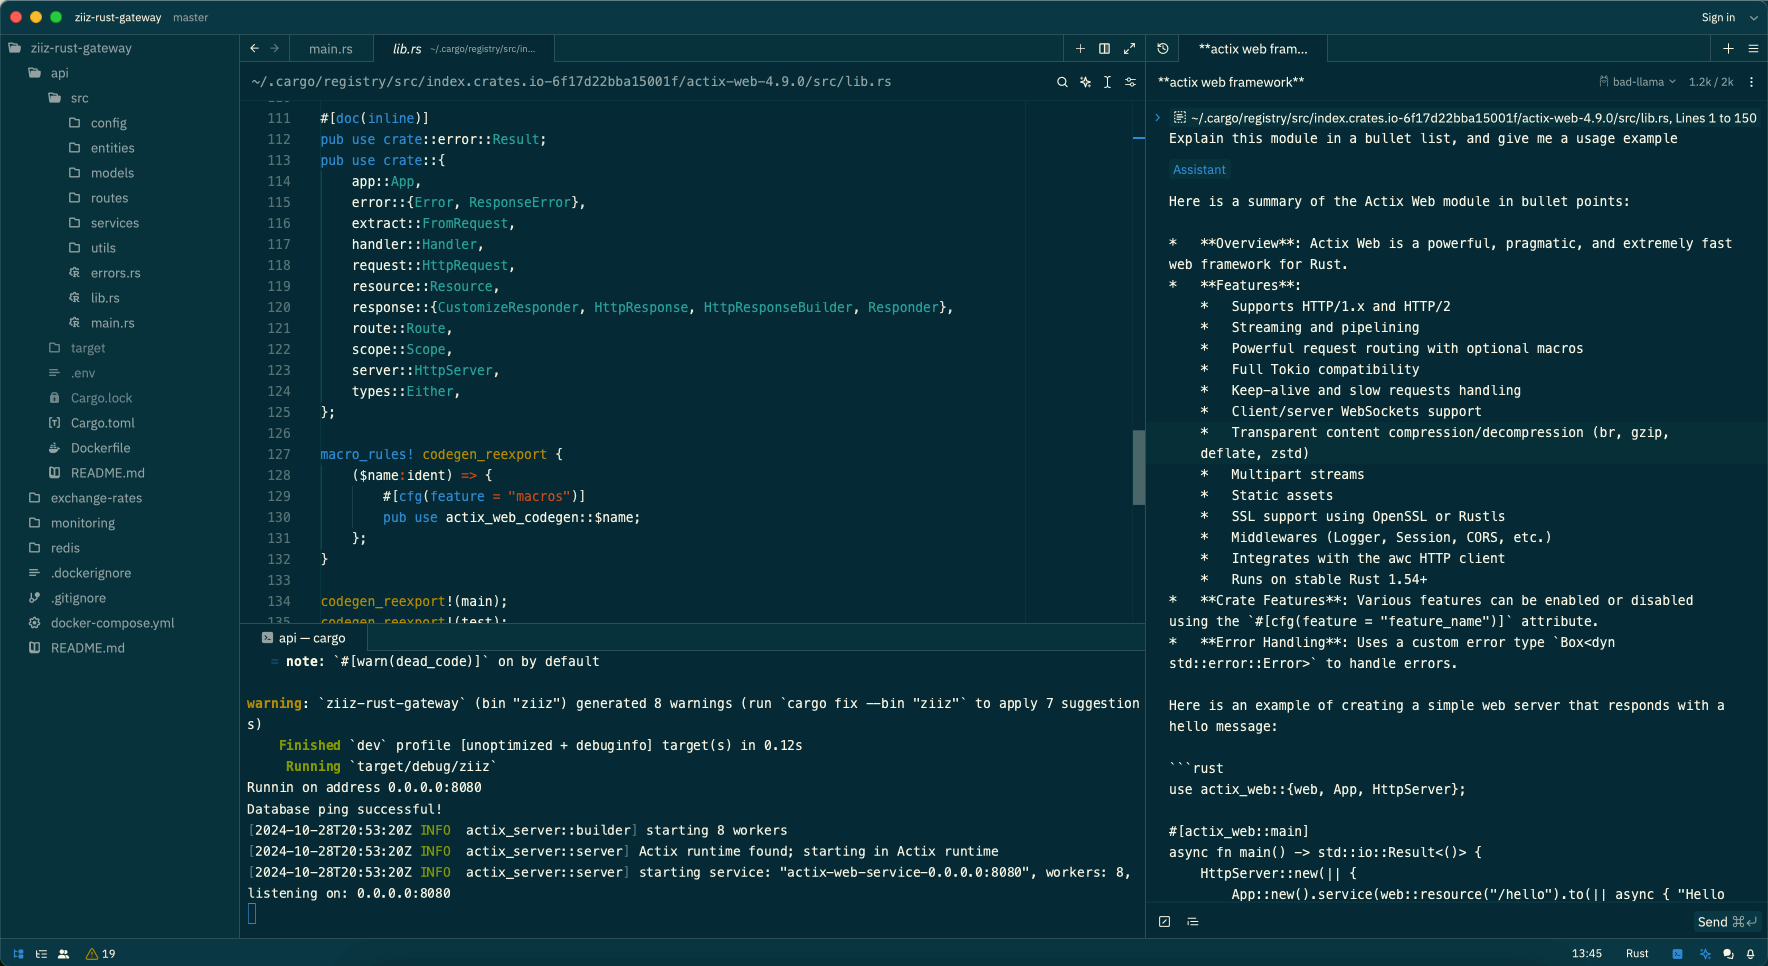 ziiz-rust-gateway master
Sign in
ziiz-rust-gateway
api
src
config
entities
models
routes
services
utils
errors.rs
lib.rs
main.rs
target
.env
Cargo.lock
Cargo.toml
Dockerfile
README.md
exchange-rates
monitoring
redis
.dockerignore
.gitignore
docker-compose.yml
README.md
main.rs
lib.rs ~/.cargo/registry/src/in...
~/.cargo/registry/src/index.crates.io-6f17d22bba15001f/actix-web-4.9.0/src/lib.rs
111 #[doc(inline)]
112 pub use crate::error::Result;
113 pub use crate::{
114 app::App,
115 error::{Error, ResponseError},
116 extract::FromRequest,
117 handler::Handler,
118 request::HttpRequest,
119 resource::Resource,
120 response::{CustomizeResponder, HttpResponse, HttpResponseBuilder, Responder},
121 route::Route,
122 scope::Scope,
123 server::HttpServer,
124 types::Either,
125 };
126
127 macro_rules! codegen_reexport {
128 ($name:ident) => {
129 #[cfg(feature = "macros")]
130 pub use actix_web_codegen::$name;
131 };
132 }
133
134 codegen_reexport!(main);
135 codegen_reexport!(test);
api — cargo
= note: `#[warn(dead_code)]` on by default
warning: `ziiz-rust-gateway` (bin "ziiz") generated 8 warnings (run `cargo fix --bin "ziiz"` to apply 7 suggestion
s)
Finished `dev` profile [unoptimized + debuginfo] target(s) in 0.12s
Running `target/debug/ziiz`
Runnin on address 0.0.0.0:8080
Database ping successful!
[2024-10-28T20:53:20Z INFO actix_server::builder] starting 8 workers
[2024-10-28T20:53:20Z INFO actix_server::server] Actix runtime found; starting in Actix runtime
[2024-10-28T20:53:20Z INFO actix_server::server] starting service: "actix-web-service-0.0.0.0:8080", workers: 8,
listening on: 0.0.0.0:8080
**actix web fram...
**actix web framework**
bad-llama
1.2k / 2k
~/.cargo/registry/src/index.crates.io-6f17d22bba15001f/actix-web-4.9.0/src/lib.rs, Lines 1 to 150
Explain this module in a bullet list, and give me a usage example
Assistant
Here is a summary of the Actix Web module in bullet points:
* **Overview**: Actix Web is a powerful, pragmatic, and extremely fast
web framework for Rust.
* **Features**:
* Supports HTTP/1.x and HTTP/2
* Streaming and pipelining
* Powerful request routing with optional macros
* Full Tokio compatibility
* Keep-alive and slow requests handling
* Client/server WebSockets support
* Transparent content compression/decompression (br, gzip,
deflate, zstd)
* Multipart streams
* Static assets
* SSL support using OpenSSL or Rustls
* Middlewares (Logger, Session, CORS, etc.)
* Integrates with the awc HTTP client
* Runs on stable Rust 1.54+
* **Crate Features**: Various features can be enabled or disabled
using the `#[cfg(feature = "feature_name")]` attribute.
* **Error Handling**: Uses a custom error type `Box<dyn
std::error::Error>` to handle errors.
Here is an example of creating a simple web server that responds with a
hello message:
```rust
use actix_web::{web, App, HttpServer};
#[actix_web::main]
async fn main() -> std::io::Result<()> {
HttpServer::new(|| {
App::new().service(web::resource("/hello").to(|| async { "Hello
Send ⌘↵
19
13:45
Rust